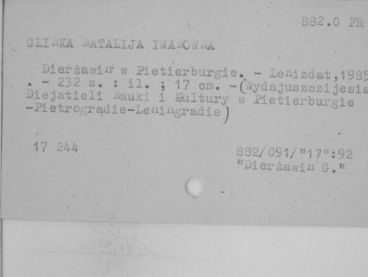 882.0 FR
GLINKA NATALIJA IWANOWNA
Dierżawin w Pietierburgie. - Lenizdat,1985
. - 232 s. : il. ; 17 cm. -(Wydajuszczijesia
Diejatieli Nauki i Kultury w Pietierburgie
-Pietrogradie-Leningradie)
17 244
882/091/"17":92
"Dierżawin G."